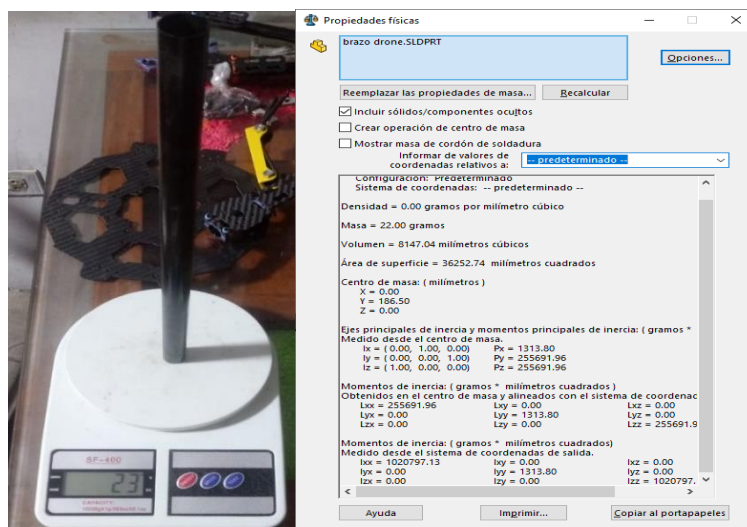 SF-400
23
CAPACITY:
Propiedades físicas
brazo drone.SLDPRT
Opciones...
Reemplazar las propiedades de masa...
Recalcular
Incluir sólidos/componentes ocultos
Crear operación de centro de masa
Mostrar masa de cordón de soldadura
Informar de valores de
coordenadas relativos a:
-- predeterminado --
Configuración: Predeterminado
Sistema de coordenadas: -- predeterminado --
Densidad = 0.00 gramos por milímetro cúbico
Masa = 22.00 gramos
Volumen = 8147.04 milímetros cúbicos
Área de superficie = 36252.74 milímetros cuadrados
Centro de masa: ( milímetros )
X = 0.00
Y = 186.50
Z = 0.00
Ejes principales de inercia y momentos principales de inercia: ( gramos *
Medido desde el centro de masa.
Ix = ( 0.00, 1.00, 0.00) Px = 1313.80
Iy = ( 0.00, 0.00, 1.00) Py = 255691.96
Iz = ( 1.00, 0.00, 0.00) Pz = 255691.96
Momentos de inercia: ( gramos * milímetros cuadrados )
Obtenidos en el centro de masa y alineados con el sistema de coordenac
Lxx = 255691.96 Lxy = 0.00 Lxz = 0.00
Lyx = 0.00 Lyy = 1313.80 Lyz = 0.00
Lzx = 0.00 Lzy = 0.00 Lzz = 255691.9
Momentos de inercia: ( gramos * milímetros cuadrados)
Medido desde el sistema de coordenadas de salida.
Ixx = 1020797.13 Ixy = 0.00 Ixz = 0.00
Iyx = 0.00 Iyy = 1313.80 Iyz = 0.00
Izx = 0.00 Izy = 0.00 Izz = 1020797.
Ayuda
Imprimir...
Copiar al portapapeles